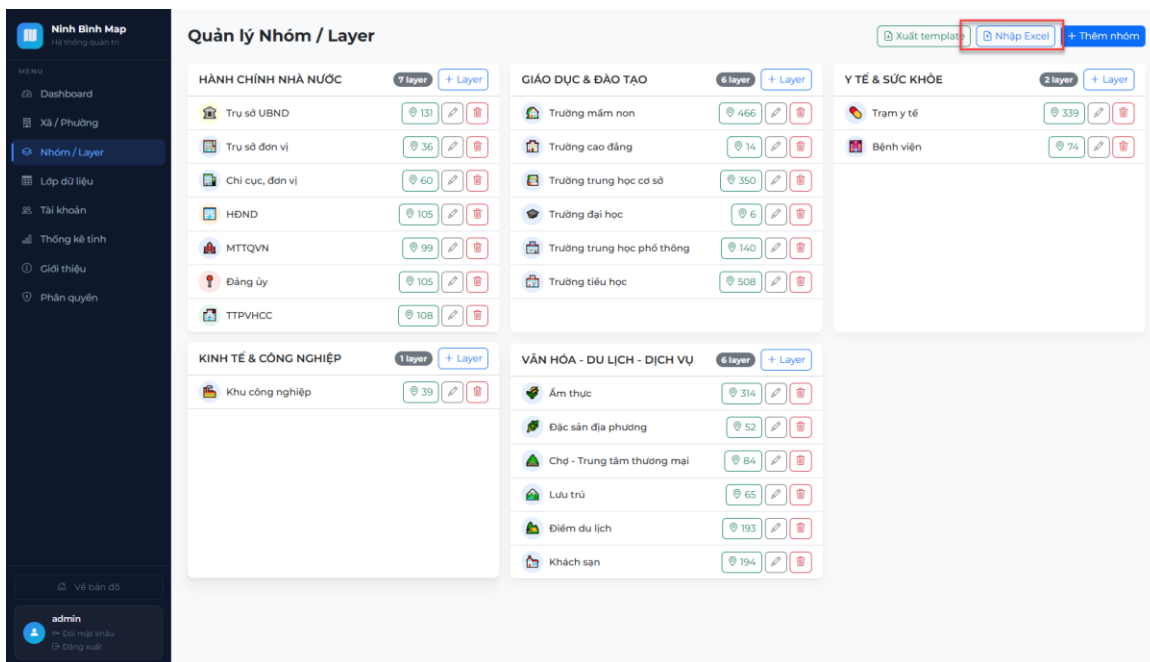 Ninh Bình Map
Hệ thống quản trị
MENU
Dashboard
Xã / Phường
Nhóm / Layer
Lớp dữ liệu
Tài khoản
Thống kê tỉnh
Giới thiệu
Phân quyền
Về bản đồ
admin
Đổi mật khẩu
Đăng xuất
Quản lý Nhóm / Layer
Xuất template
Nhập Excel
+ Thêm nhóm
HÀNH CHÍNH NHÀ NƯỚC 7 layer + Layer
Trụ sở UBND 131
Trụ sở đơn vị 36
Chi cục, đơn vị 60
HĐND 105
MTTQVN 99
Đảng ủy 105
TTPVHCC 108
GIÁO DỤC & ĐÀO TẠO 6 layer + Layer
Trường mầm non 466
Trường cao đẳng 14
Trường trung học cơ sở 350
Trường đại học 6
Trường trung học phổ thông 140
Trường tiểu học 508
Y TẾ & SỨC KHỎE 2 layer + Layer
Trạm y tế 339
Bệnh viện 74
KINH TẾ & CÔNG NGHIỆP 1 layer + Layer
Khu công nghiệp 39
VĂN HÓA - DU LỊCH - DỊCH VỤ 6 layer + Layer
Ẩm thực 314
Đặc sản địa phương 52
Chợ - Trung tâm thương mại 84
Lưu trú 65
Điểm du lịch 193
Khách sạn 194